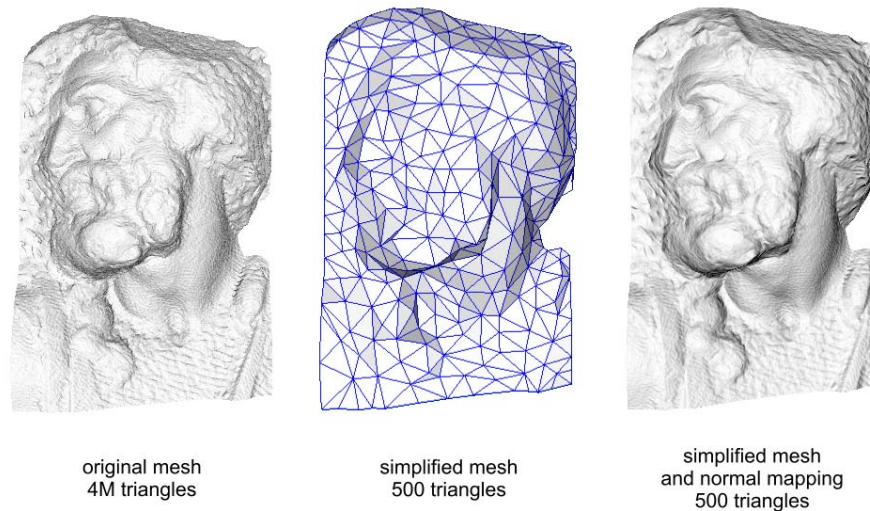 original mesh
4M triangles
simplified mesh
500 triangles
simplified mesh
and normal mapping
500 triangles